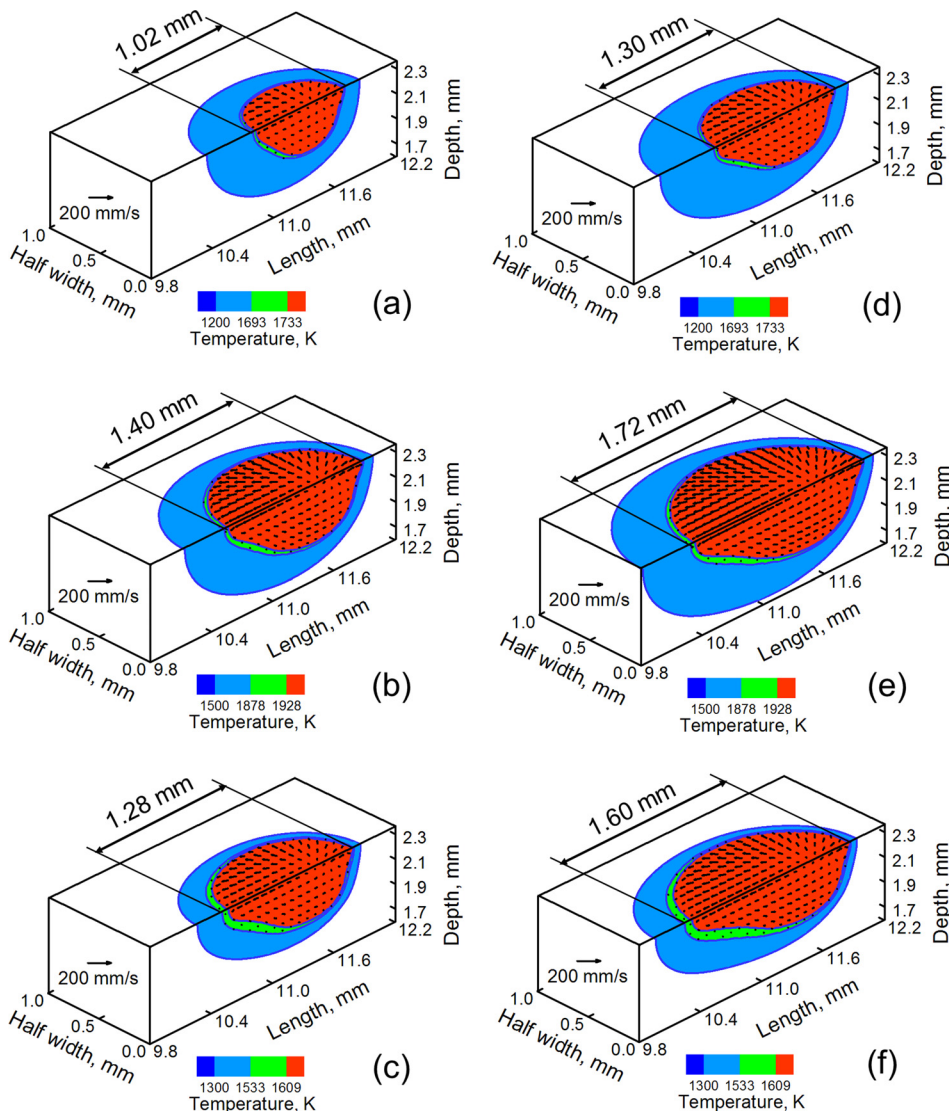 1.02 mm
2.3
2.1
1.9
1.7
12.2
Depth, mm
200 mm/s
11.6
11.0
10.4
Length, mm
1.0
0.5
0.0
9.8
Half width, mm
1200 1693 1733
Temperature, K
(a)
1.30 mm
2.3
2.1
1.9
1.7
12.2
Depth, mm
200 mm/s
11.6
11.0
10.4
Length, mm
1.0
0.5
0.0
9.8
Half width, mm
1200 1693 1733
Temperature, K
(d)
1.40 mm
2.3
2.1
1.9
1.7
12.2
Depth, mm
200 mm/s
11.6
11.0
10.4
Length, mm
1.0
0.5
0.0
9.8
Half width, mm
1500 1878 1928
Temperature, K
(b)
1.72 mm
2.3
2.1
1.9
1.7
12.2
Depth, mm
200 mm/s
11.6
11.0
10.4
Length, mm
1.0
0.5
0.0
9.8
Half width, mm
1500 1878 1928
Temperature, K
(e)
1.28 mm
2.3
2.1
1.9
1.7
12.2
Depth, mm
200 mm/s
11.6
11.0
10.4
Length, mm
1.0
0.5
0.0
9.8
Half width, mm
1300 1533 1609
Temperature, K
(c)
1.60 mm
2.3
2.1
1.9
1.7
12.2
Depth, mm
200 mm/s
11.6
11.0
10.4
Length, mm
1.0
0.5
0.0
9.8
Half width, mm
1300 1533 1609
Temperature, K
(f)